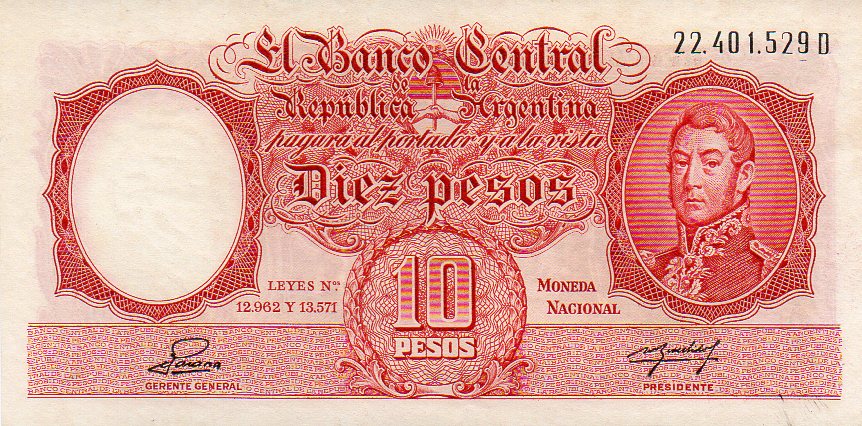 22.401.529 D
El Banco Central
de la
República Argentina
pagará al portador y a la vista
Diez pesos
LEYES Nos.
12.962 Y 13.571
10
PESOS
MONEDA
NACIONAL
GERENTE GENERAL
PRESIDENTE